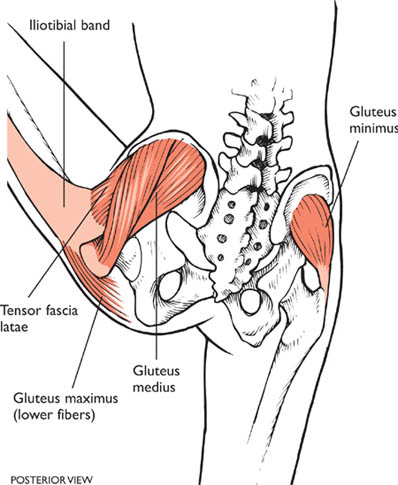 Iliotibial band
Gluteus
minimus
Tensor fascia
latae
Gluteus
medius
Gluteus maximus
(lower fibers)
POSTERIOR VIEW